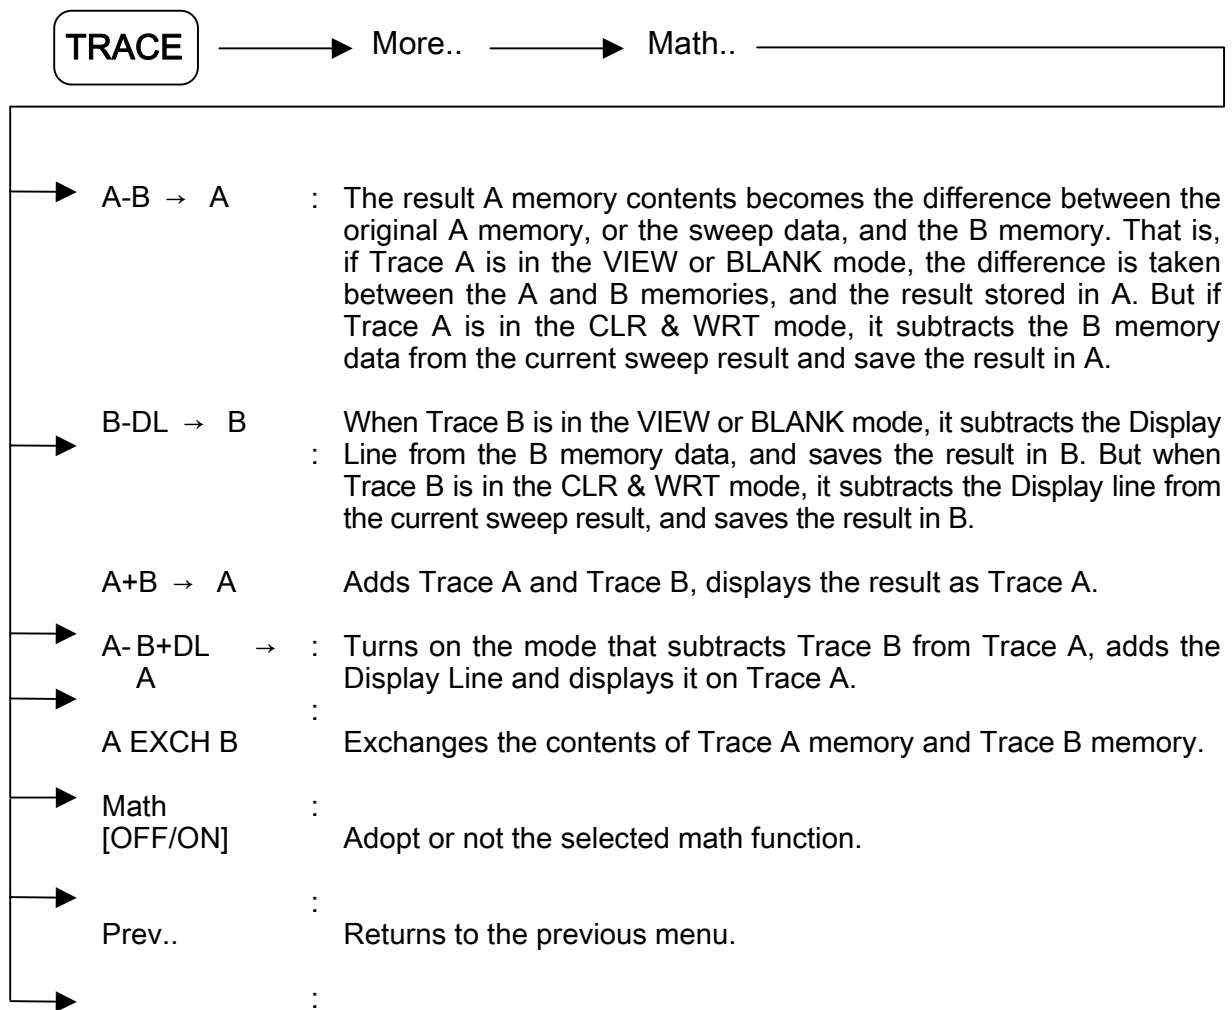 TRACE More.. Math..
A-B → A : The result A memory contents becomes the difference between the
original A memory, or the sweep data, and the B memory. That is,
if Trace A is in the VIEW or BLANK mode, the difference is taken
between the A and B memories, and the result stored in A. But if
Trace A is in the CLR & WRT mode, it subtracts the B memory
data from the current sweep result and save the result in A.
B-DL → B When Trace B is in the VIEW or BLANK mode, it subtracts the Display
: Line from the B memory data, and saves the result in B. But when
Trace B is in the CLR & WRT mode, it subtracts the Display line from
the current sweep result, and saves the result in B.
A+B → A Adds Trace A and Trace B, displays the result as Trace A.
A- B+DL → : Turns on the mode that subtracts Trace B from Trace A, adds the
A Display Line and displays it on Trace A.
:
A EXCH B Exchanges the contents of Trace A memory and Trace B memory.
Math :
[OFF/ON] Adopt or not the selected math function.
:
Prev.. Returns to the previous menu.
: